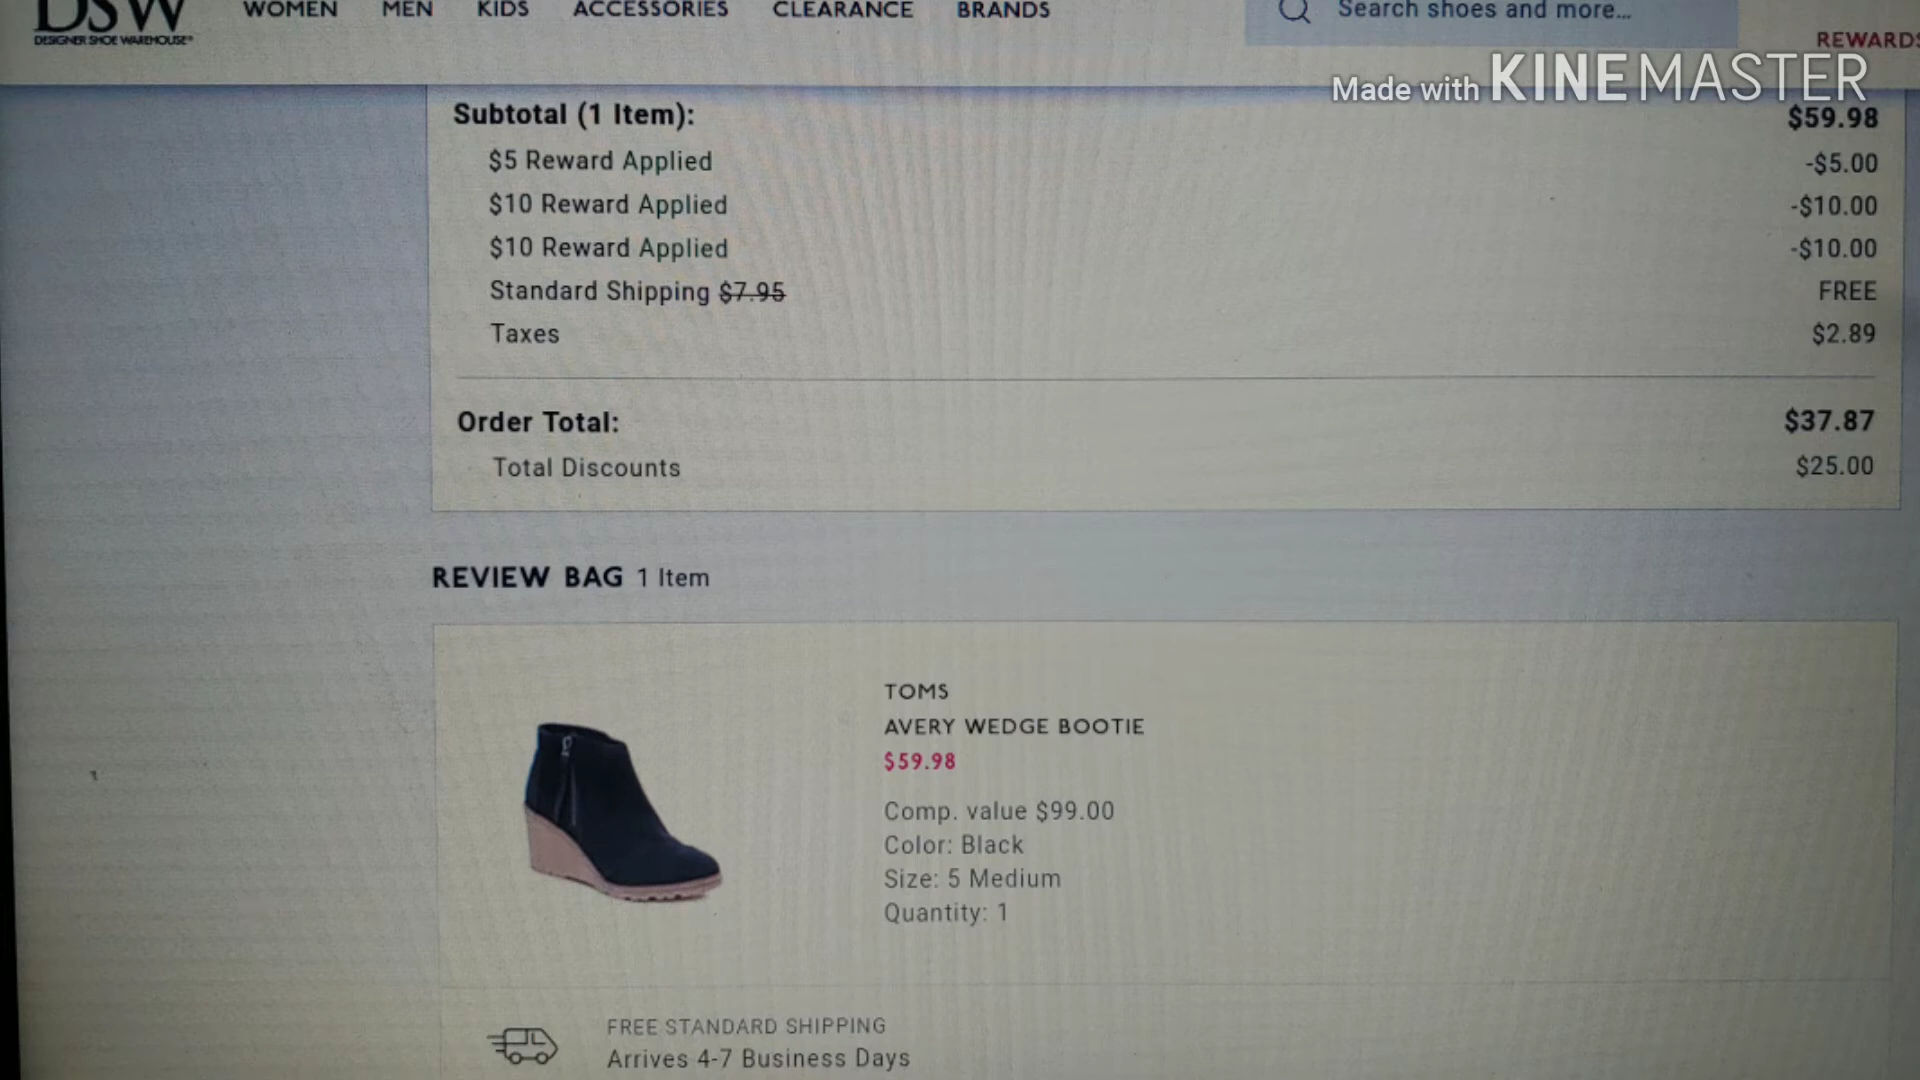 DSW
DESIGNER SHOE WAREHOUSE®
WOMEN MEN KIDS ACCESSORIES CLEARANCE BRANDS
Search shoes and more...
REWARDS
Made with KINEMASTER
Subtotal (1 Item): $59.98
$5 Reward Applied -$5.00
$10 Reward Applied -$10.00
$10 Reward Applied -$10.00
Standard Shipping $7.95 FREE
Taxes $2.89
Order Total: $37.87
Total Discounts $25.00
REVIEW BAG 1 Item
TOMS
AVERY WEDGE BOOTIE
$59.98
Comp. value $99.00
Color: Black
Size: 5 Medium
Quantity: 1
FREE STANDARD SHIPPING
Arrives 4-7 Business Days